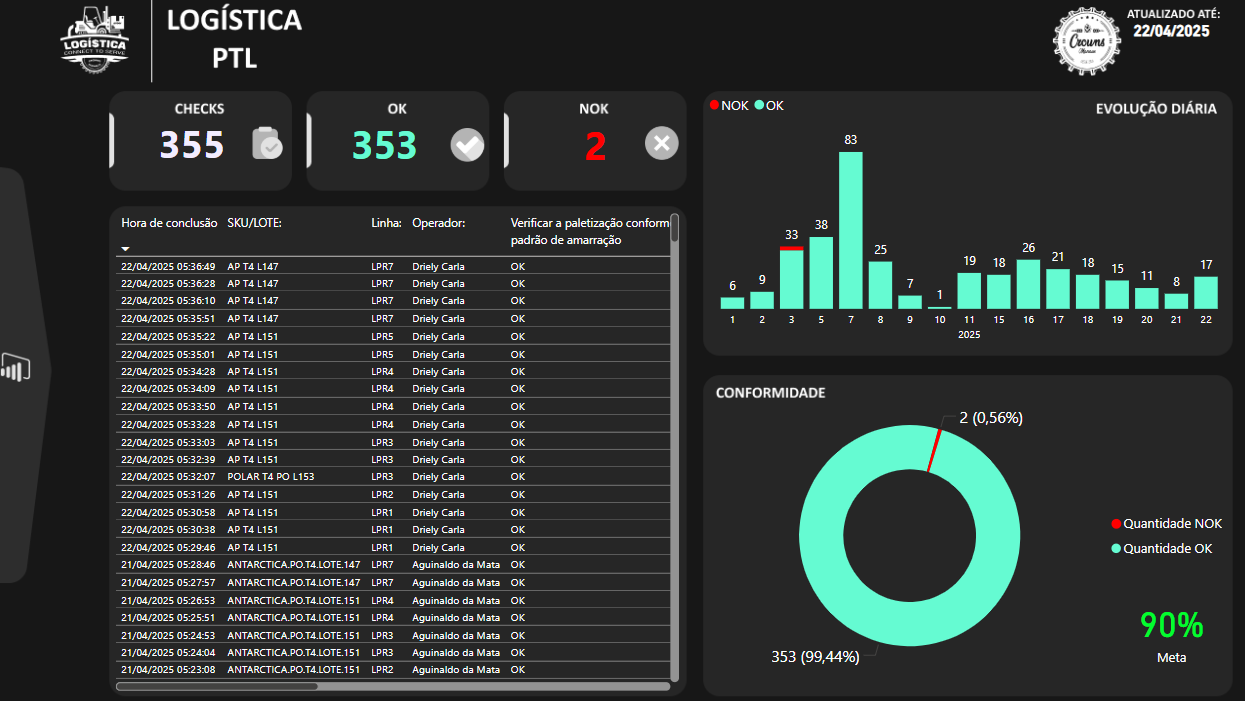 LOGÍSTICA
CONNECT TO SERVE
LOGÍSTICA
PTL
Crowns
Manaus
ATUALIZADO ATÉ:
22/04/2025
CHECKS
355
OK
353
NOK
2
Hora de conclusão SKU/LOTE: Linha: Operador: Verificar a paletização conform
padrão de amarração
22/04/2025 05:36:49 AP T4 L147 LPR7 Driely Carla OK
22/04/2025 05:36:28 AP T4 L147 LPR7 Driely Carla OK
22/04/2025 05:36:10 AP T4 L147 LPR7 Driely Carla OK
22/04/2025 05:35:51 AP T4 L147 LPR7 Driely Carla OK
22/04/2025 05:35:22 AP T4 L151 LPR5 Driely Carla OK
22/04/2025 05:35:01 AP T4 L151 LPR5 Driely Carla OK
22/04/2025 05:34:28 AP T4 L151 LPR4 Driely Carla OK
22/04/2025 05:34:09 AP T4 L151 LPR4 Driely Carla OK
22/04/2025 05:33:50 AP T4 L151 LPR4 Driely Carla OK
22/04/2025 05:33:28 AP T4 L151 LPR4 Driely Carla OK
22/04/2025 05:33:03 AP T4 L151 LPR3 Driely Carla OK
22/04/2025 05:32:39 AP T4 L151 LPR3 Driely Carla OK
22/04/2025 05:32:07 POLAR T4 PO L153 LPR3 Driely Carla OK
22/04/2025 05:31:26 AP T4 L151 LPR2 Driely Carla OK
22/04/2025 05:30:58 AP T4 L151 LPR1 Driely Carla OK
22/04/2025 05:30:38 AP T4 L151 LPR1 Driely Carla OK
22/04/2025 05:29:46 AP T4 L151 LPR1 Driely Carla OK
21/04/2025 05:28:46 ANTARCTICA.PO.T4.LOTE.147 LPR7 Aguinaldo da Mata OK
21/04/2025 05:27:57 ANTARCTICA.PO.T4.LOTE.147 LPR7 Aguinaldo da Mata OK
21/04/2025 05:26:53 ANTARCTICA.PO.T4.LOTE.151 LPR4 Aguinaldo da Mata OK
21/04/2025 05:25:51 ANTARCTICA.PO.T4.LOTE.151 LPR4 Aguinaldo da Mata OK
21/04/2025 05:24:53 ANTARCTICA.PO.T4.LOTE.151 LPR3 Aguinaldo da Mata OK
21/04/2025 05:24:04 ANTARCTICA.PO.T4.LOTE.151 LPR3 Aguinaldo da Mata OK
21/04/2025 05:23:08 ANTARCTICA.PO.T4.LOTE.151 LPR2 Aguinaldo da Mata OK
NOK OK
EVOLUÇÃO DIÁRIA
6 9 33 38 83 25 7 1 19 18 26 21 18 15 11 8 17
1 2 3 5 7 8 9 10 11 15 16 17 18 19 20 21 22
2025
CONFORMIDADE
2 (0,56%)
Quantidade NOK
Quantidade OK
353 (99,44%)
90%
Meta